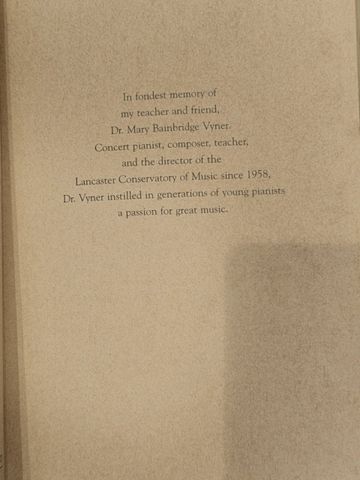 In fondest memory of
my teacher and friend,
Dr. Mary Bainbridge Vyner.
Concert pianist, composer, teacher,
and the director of the
Lancaster Conservatory of Music since 1958,
Dr. Vyner instilled in generations of young pianists
a passion for great music.